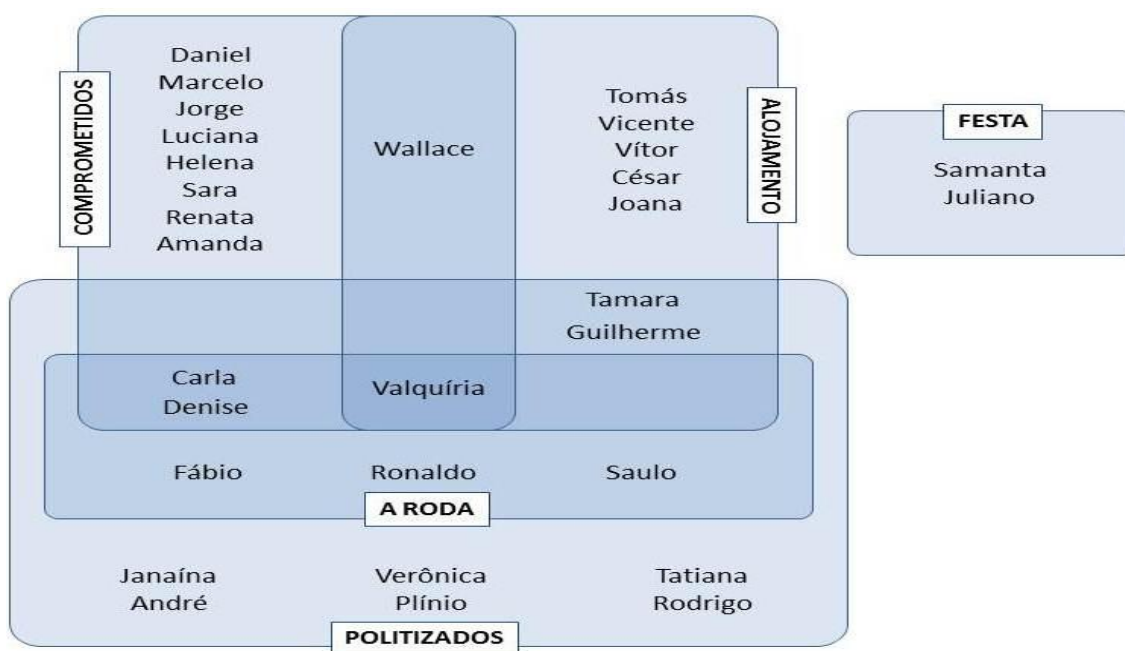 COMPROMETIDOS
Daniel
Marcelo
Jorge
Luciana
Helena
Sara
Renata
Amanda
Wallace
Tomás
Vicente
Vítor
César
Joana
ALOJAMENTO
FESTA
Samanta
Juliano
Tamara
Guilherme
Carla
Denise
Valquíria
Fábio
Ronaldo
Saulo
A RODA
Janaína
André
Verônica
Plínio
Tatiana
Rodrigo
POLITIZADOS